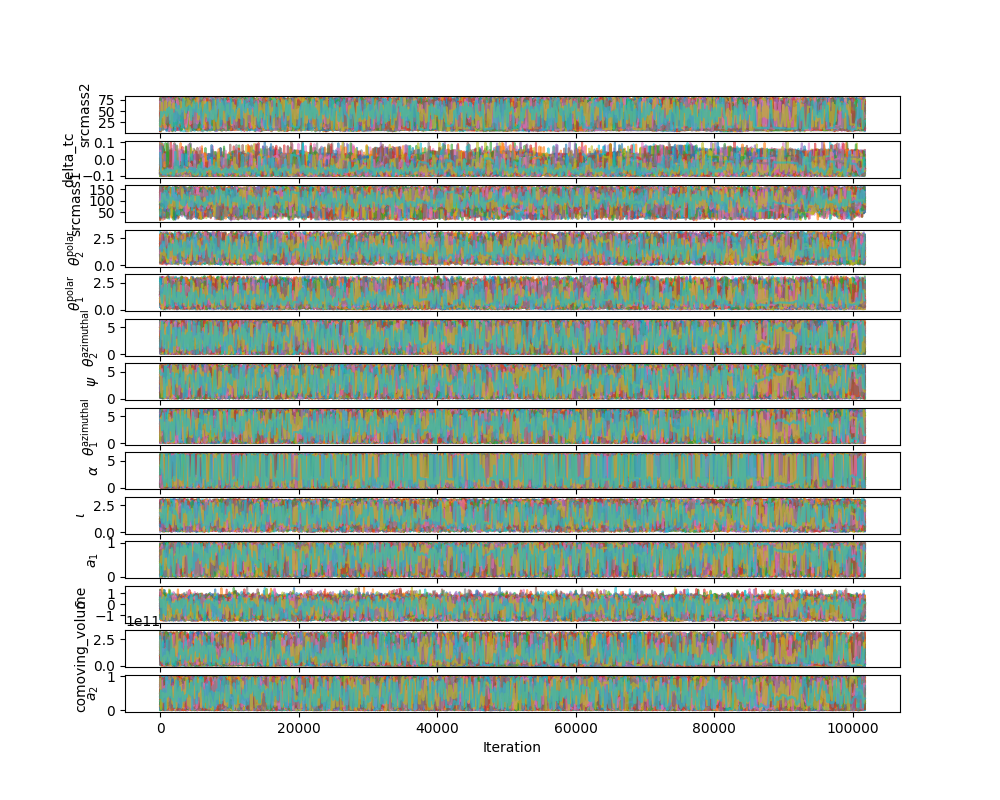 srcmass2
75
50
25
delta_tc
0.1
0.0
−0.1
srcmass1
150
100
50
θ₂^polar
2.5
0.0
θ₁^polar
2.5
0.0
θ₂^azimuthal
5
0
ψ
5
0
θ₁^azimuthal
5
0
α
5
0
ι
2.5
0.0
a₁
1
0
1
0
−1
comoving_volume
1e11
2.5
0.0
a₂
1
0
0 20000 40000 60000 80000 100000
Iteration